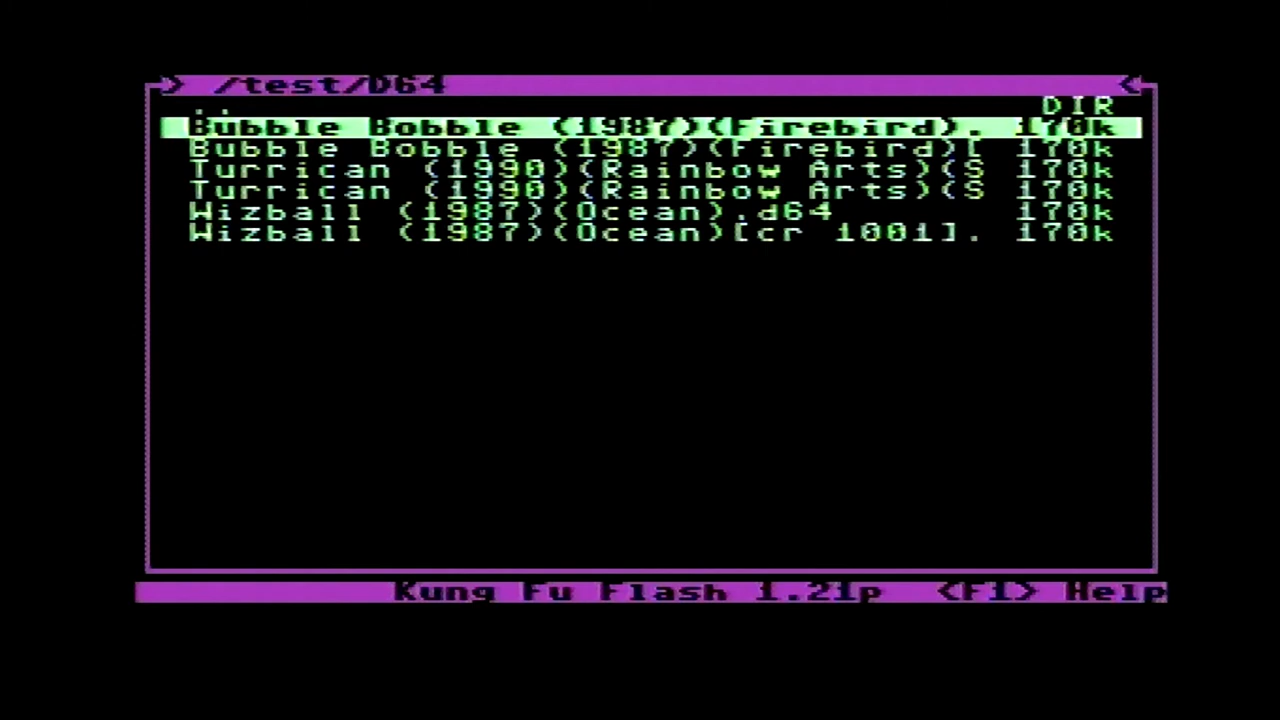 > /test/D64 <
.. DIR
Bubble Bobble (1987)(Firebird). 170k
Bubble Bobble (1987)(Firebird)[ 170k
Turrican (1990)(Rainbow Arts)(S 170k
Turrican (1990)(Rainbow Arts)(S 170k
Wizball (1987)(Ocean).d64 170k
Wizball (1987)(Ocean)[cr 1001]. 170k
Kung Fu Flash 1.21p <F1> Help